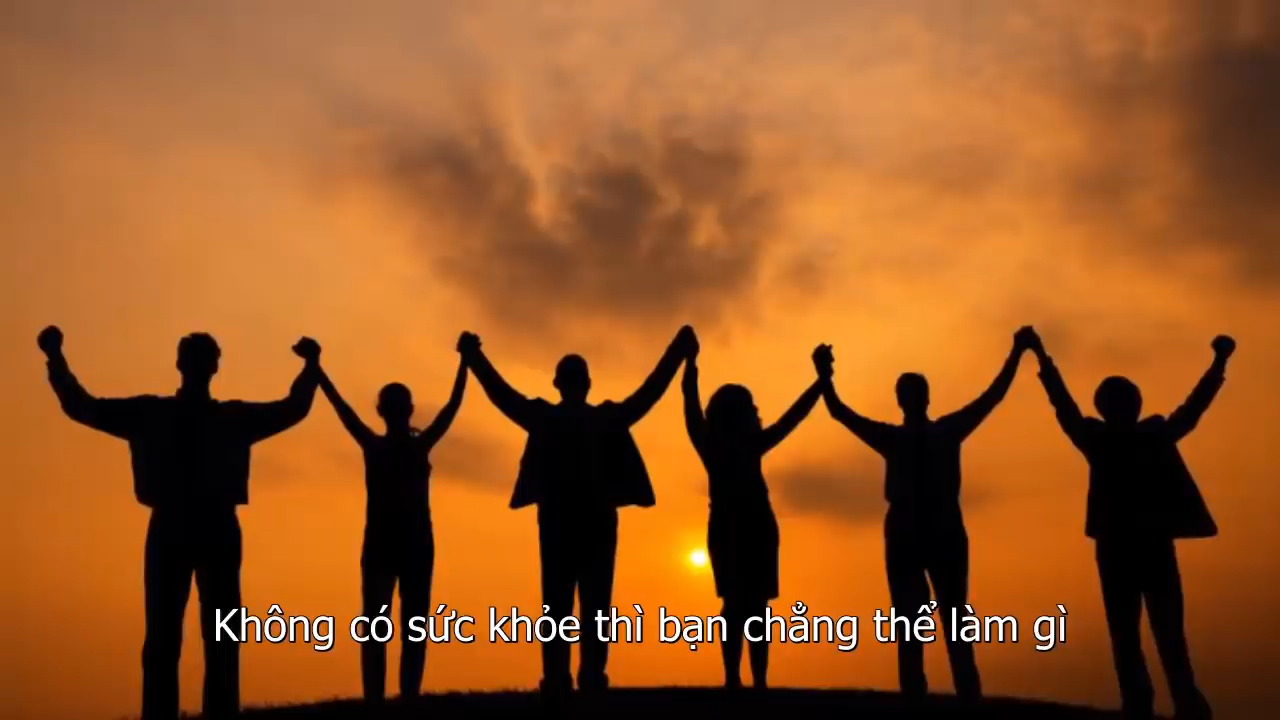 Không có sức khỏe thì bạn chẳng thể làm gì